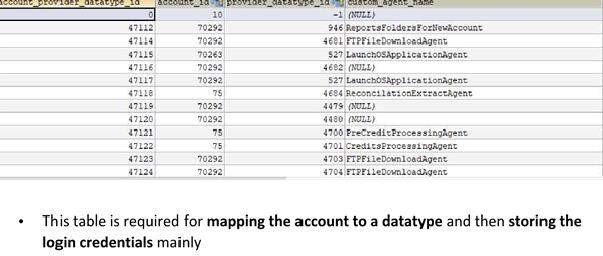 account_provider_datatype_id account_id provider_datatype_id custom_agent_name
0 10 -1 (NULL)
47112 70292 946 ReportsFoldersForNewAccount
47114 70292 4681 FTPFileDownloadAgent
47115 70263 527 LaunchOSApplicationAgent
47116 70292 4682 (NULL)
47117 70292 527 LaunchOSApplicationAgent
47118 75 4684 ReconcilationExtractAgent
47119 70292 4479 (NULL)
47120 70292 4480 (NULL)
47121 75 4700 PreCreditProcessingAgent
47122 75 4701 CreditsProcessingAgent
47123 70292 4703 FTPFileDownloadAgent
47124 70292 4704 FTPFileDownloadAgent
• This table is required for mapping the account to a datatype and then storing the
login credentials mainly